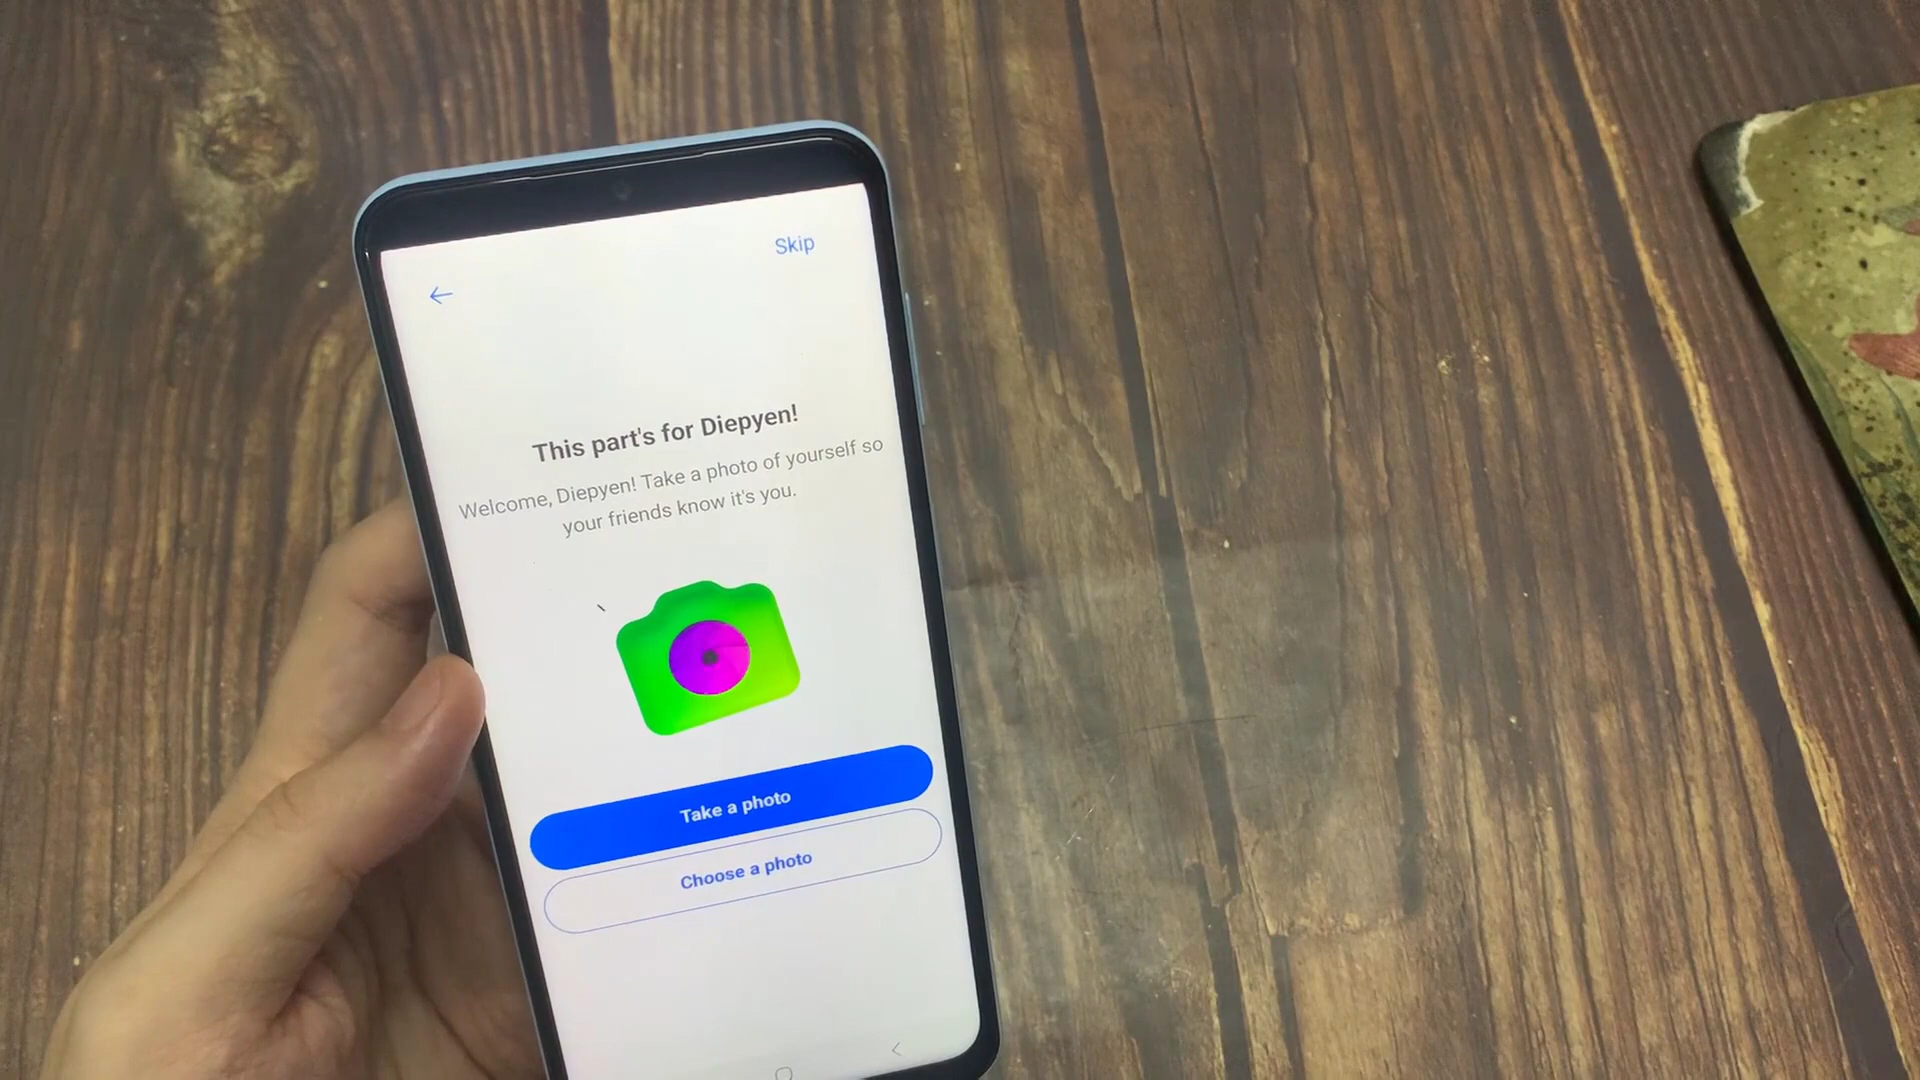 Skip
This part's for Diepyen!
Welcome, Diepyen! Take a photo of yourself so
your friends know it's you.
Take a photo
Choose a photo